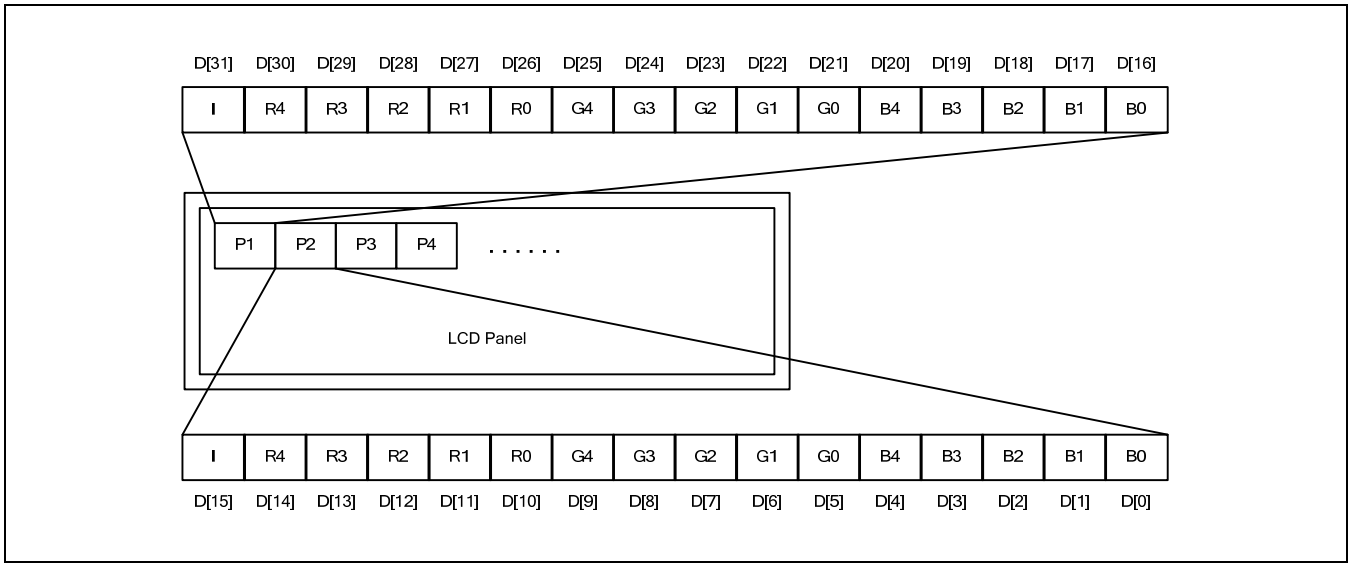 D[31] D[30] D[29] D[28] D[27] D[26] D[25] D[24] D[23] D[22] D[21] D[20] D[19] D[18] D[17] D[16]
I R4 R3 R2 R1 R0 G4 G3 G2 G1 G0 B4 B3 B2 B1 B0
P1 P2 P3 P4 ......
LCD Panel
I R4 R3 R2 R1 R0 G4 G3 G2 G1 G0 B4 B3 B2 B1 B0
D[15] D[14] D[13] D[12] D[11] D[10] D[9] D[8] D[7] D[6] D[5] D[4] D[3] D[2] D[1] D[0]